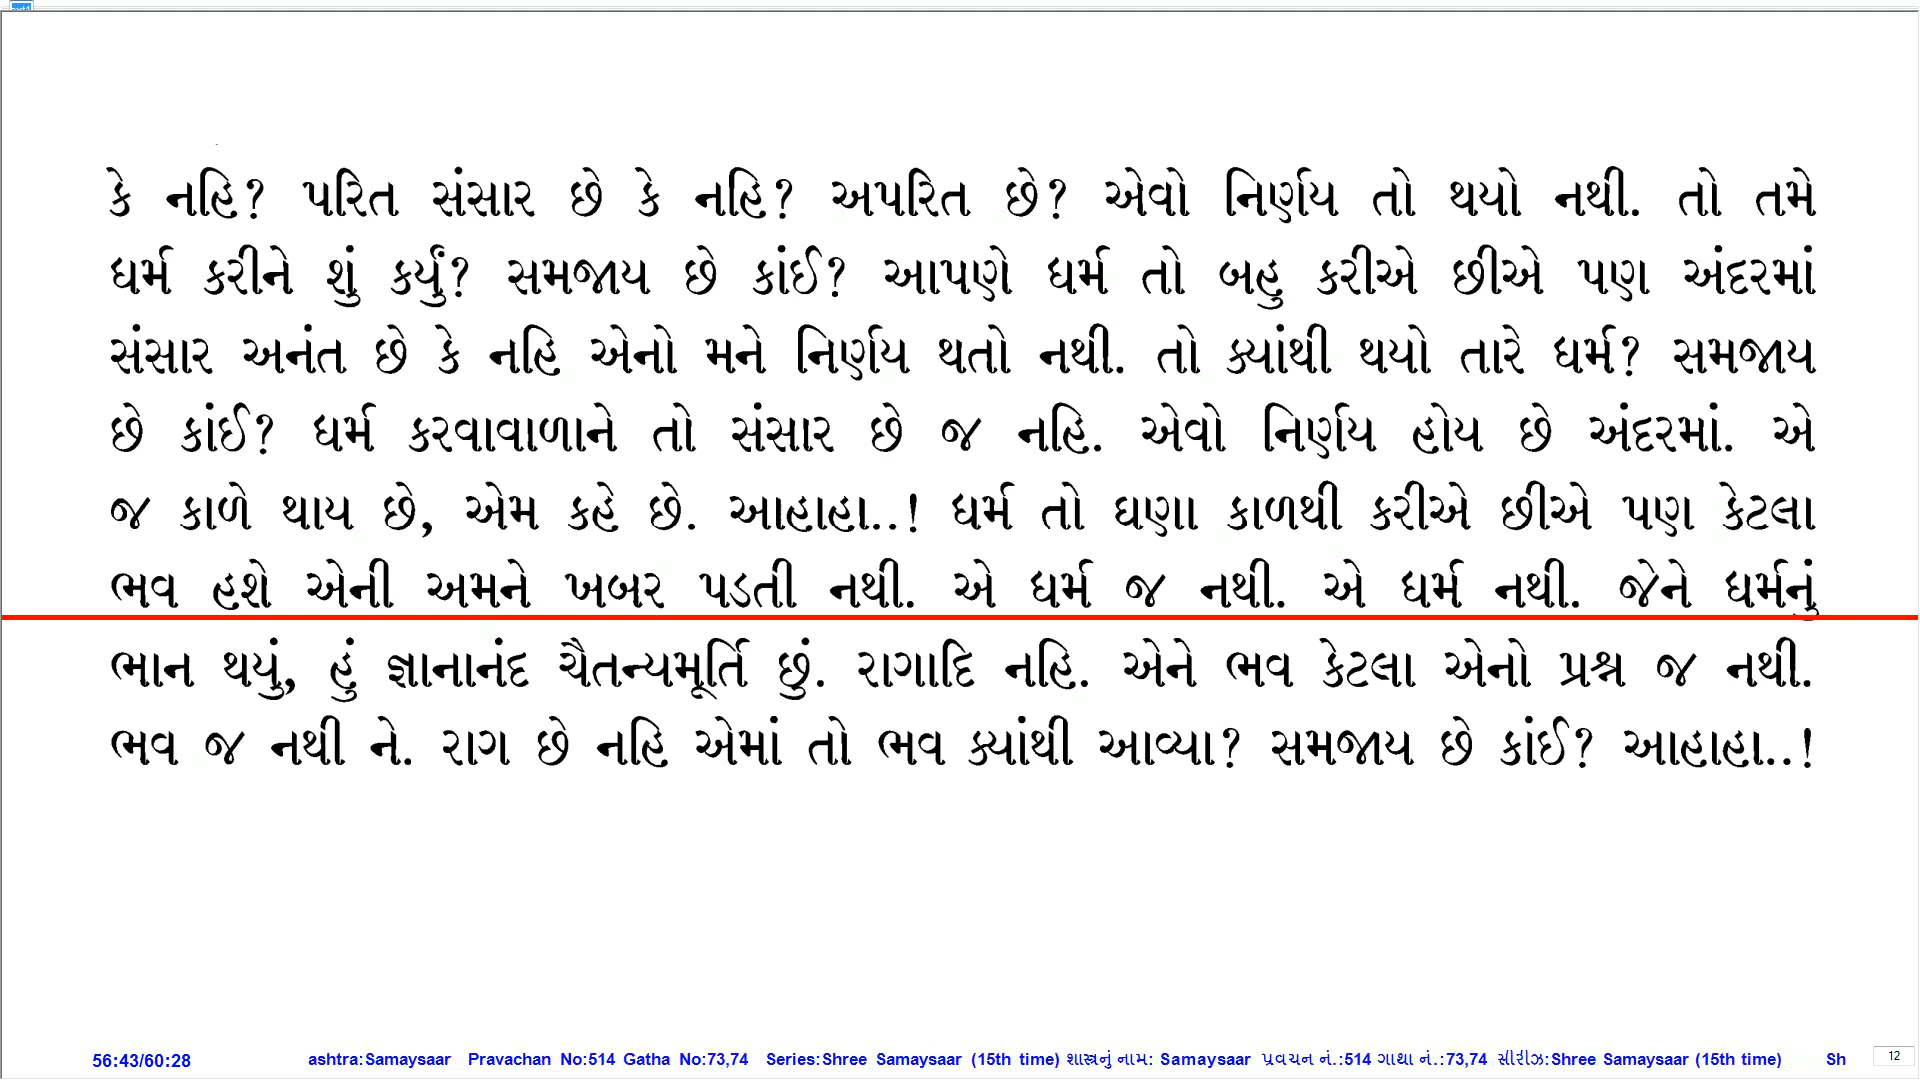 કે નહિ? પરિત સંસાર છે કે નહિ? અપરિત છે? એવો નિર્ણય તો થયો નથી. તો તમે
ધર્મ કરીને શું કર્યું? સમજાય છે કાંઈ? આપણે ધર્મ તો બહુ કરીએ છીએ પણ અંદરમાં
સંસાર અનંત છે કે નહિ એનો મને નિર્ણય થતો નથી. તો ક્યાંથી થયો તારે ધર્મ? સમજાય
છે કાંઈ? ધર્મ કરવાવાળાને તો સંસાર છે જ નહિ. એવો નિર્ણય હોય છે અંદરમાં. એ
જ કાળે થાય છે, એમ કહે છે. આહાહા..! ધર્મ તો ઘણા કાળથી કરીએ છીએ પણ કેટલા
ભવ હશે એની અમને ખબર પડતી નથી. એ ધર્મ જ નથી. એ ધર્મ નથી. જેને ધર્મનું
ભાન થયું, હું જ્ઞાનાનંદ ચૈતન્યમૂર્તિ છું. રાગાદિ નહિ. એને ભવ કેટલા એનો પ્રશ્ન જ નથી.
ભવ જ નથી ને. રાગ છે નહિ એમાં તો ભવ ક્યાંથી આવ્યા? સમજાય છે કાંઈ? આહાહા..!
56:43/60:28 ashtra:Samaysaar Pravachan No:514 Gatha No:73,74 Series:Shree Samaysaar (15th time) શાસ્ત્રનું નામ: Samaysaar પ્રવચન નં.:514 ગાથા નં.:73,74 સીરીઝ:Shree Samaysaar (15th time) Sh 12